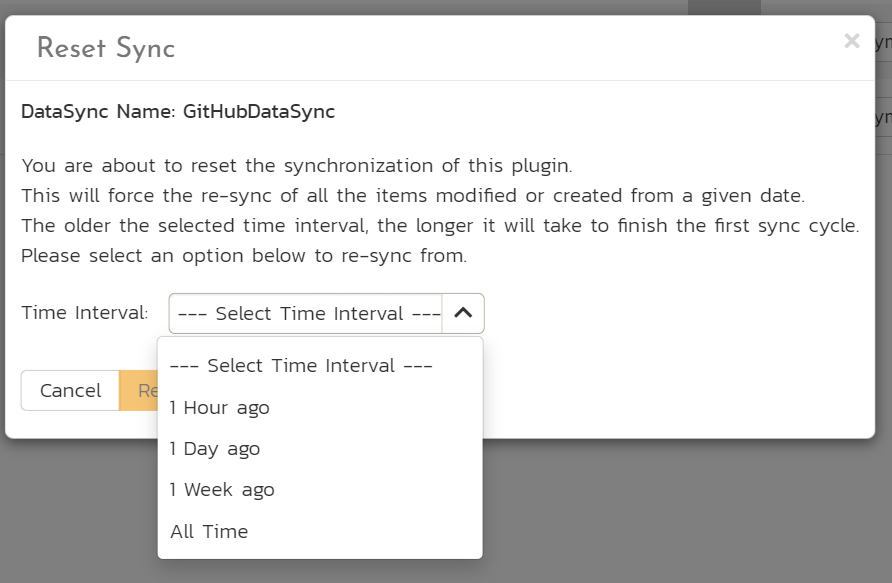 Reset Sync
DataSync Name: GitHubDataSync
You are about to reset the synchronization of this plugin.
This will force the re-sync of all the items modified or created from a given date.
The older the selected time interval, the longer it will take to finish the first sync cycle.
Please select an option below to re-sync from.
Time Interval: --- Select Time Interval ---
--- Select Time Interval ---
Cancel
1 Hour ago
1 Day ago
1 Week ago
All Time